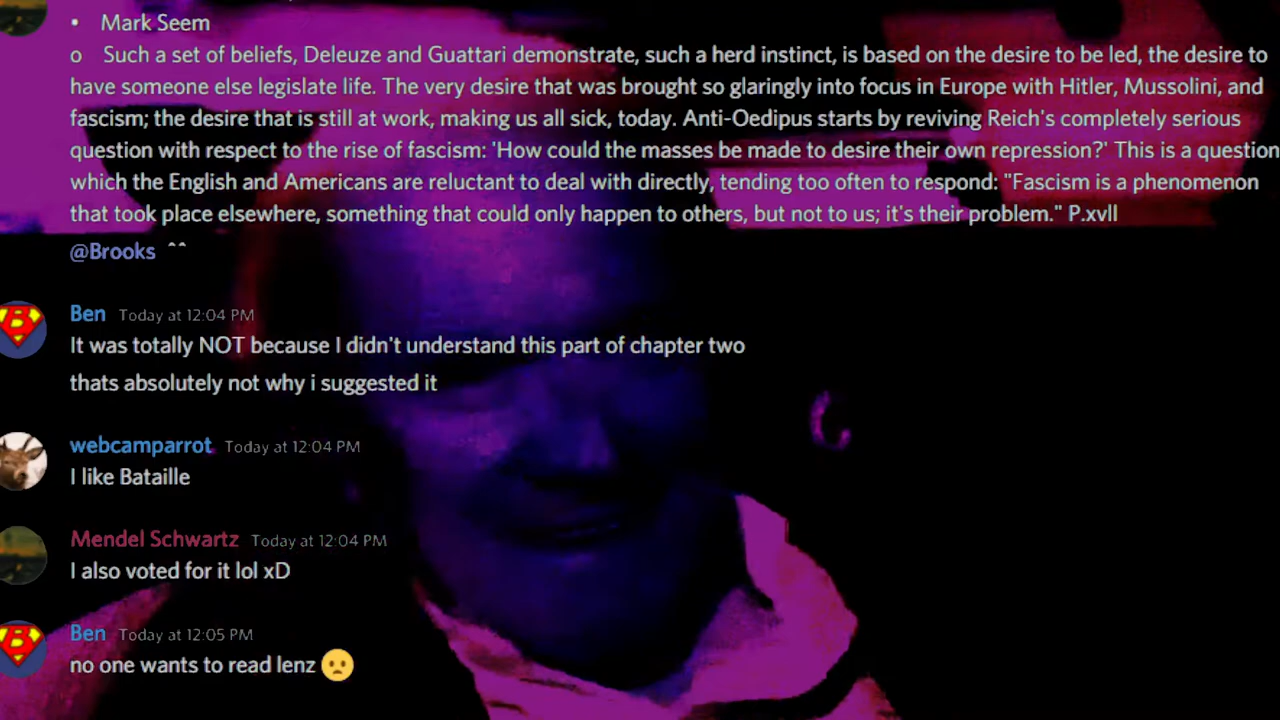 • Mark Seem
o Such a set of beliefs, Deleuze and Guattari demonstrate, such a herd instinct, is based on the desire to be led, the desire to
have someone else legislate life. The very desire that was brought so glaringly into focus in Europe with Hitler, Mussolini, and
fascism; the desire that is still at work, making us all sick, today. Anti-Oedipus starts by reviving Reich's completely serious
question with respect to the rise of fascism: 'How could the masses be made to desire their own repression?' This is a question
which the English and Americans are reluctant to deal with directly, tending too often to respond: "Fascism is a phenomenon
that took place elsewhere, something that could only happen to others, but not to us; it's their problem." P.xvll
@Brooks ^^
Ben Today at 12:04 PM
It was totally NOT because I didn't understand this part of chapter two
thats absolutely not why i suggested it
webcamparrot Today at 12:04 PM
I like Bataille
Mendel Schwartz Today at 12:04 PM
I also voted for it lol xD
Ben Today at 12:05 PM
no one wants to read lenz 🙁